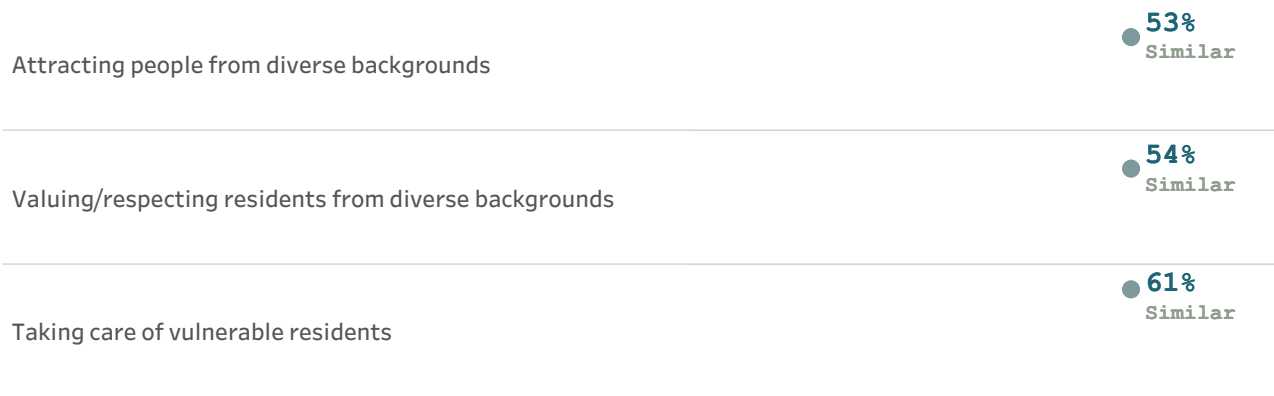 53%
Similar
Attracting people from diverse backgrounds
54%
Similar
Valuing/respecting residents from diverse backgrounds
61%
Similar
Taking care of vulnerable residents